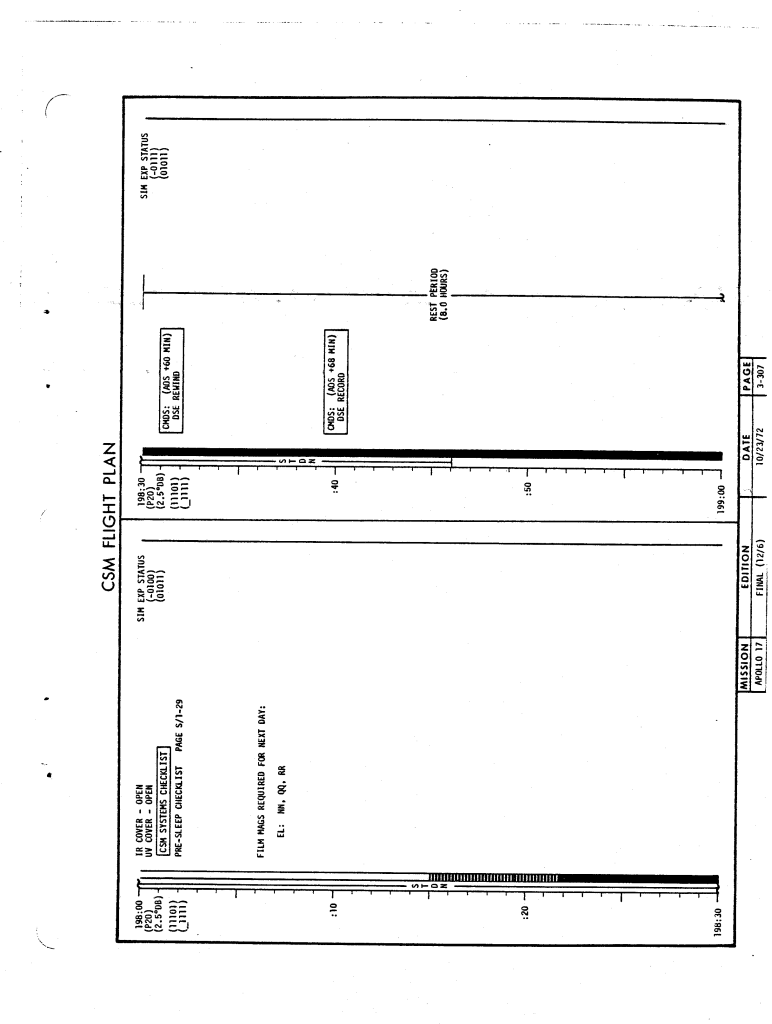 CSM FLIGHT PLAN
198:00
(P20)
(2.5°DB)
(11101)
(_1111)
:10
:20
198:30
S
T
D
N
IR COVER - OPEN
UV COVER - OPEN
CSM SYSTEMS CHECKLIST
PRE-SLEEP CHECKLIST PAGE S/1-29
FILM MAGS REQUIRED FOR NEXT DAY:
EL: NN, QQ, RR
SIM EXP STATUS
(-0100)
(01011)
198:30
(P20)
(2.5°DB)
(11101)
(_1111)
:40
:50
199:00
S
T
D
N
CMDS: (AOS +60 MIN)
DSE REWIND
CMDS: (AOS +68 MIN)
DSE RECORD
REST PERIOD
(8.0 HOURS)
SIM EXP STATUS
(-0111)
(01011)
MISSION EDITION DATE PAGE
APOLLO 17 FINAL (12/6) 10/23/72 3-307